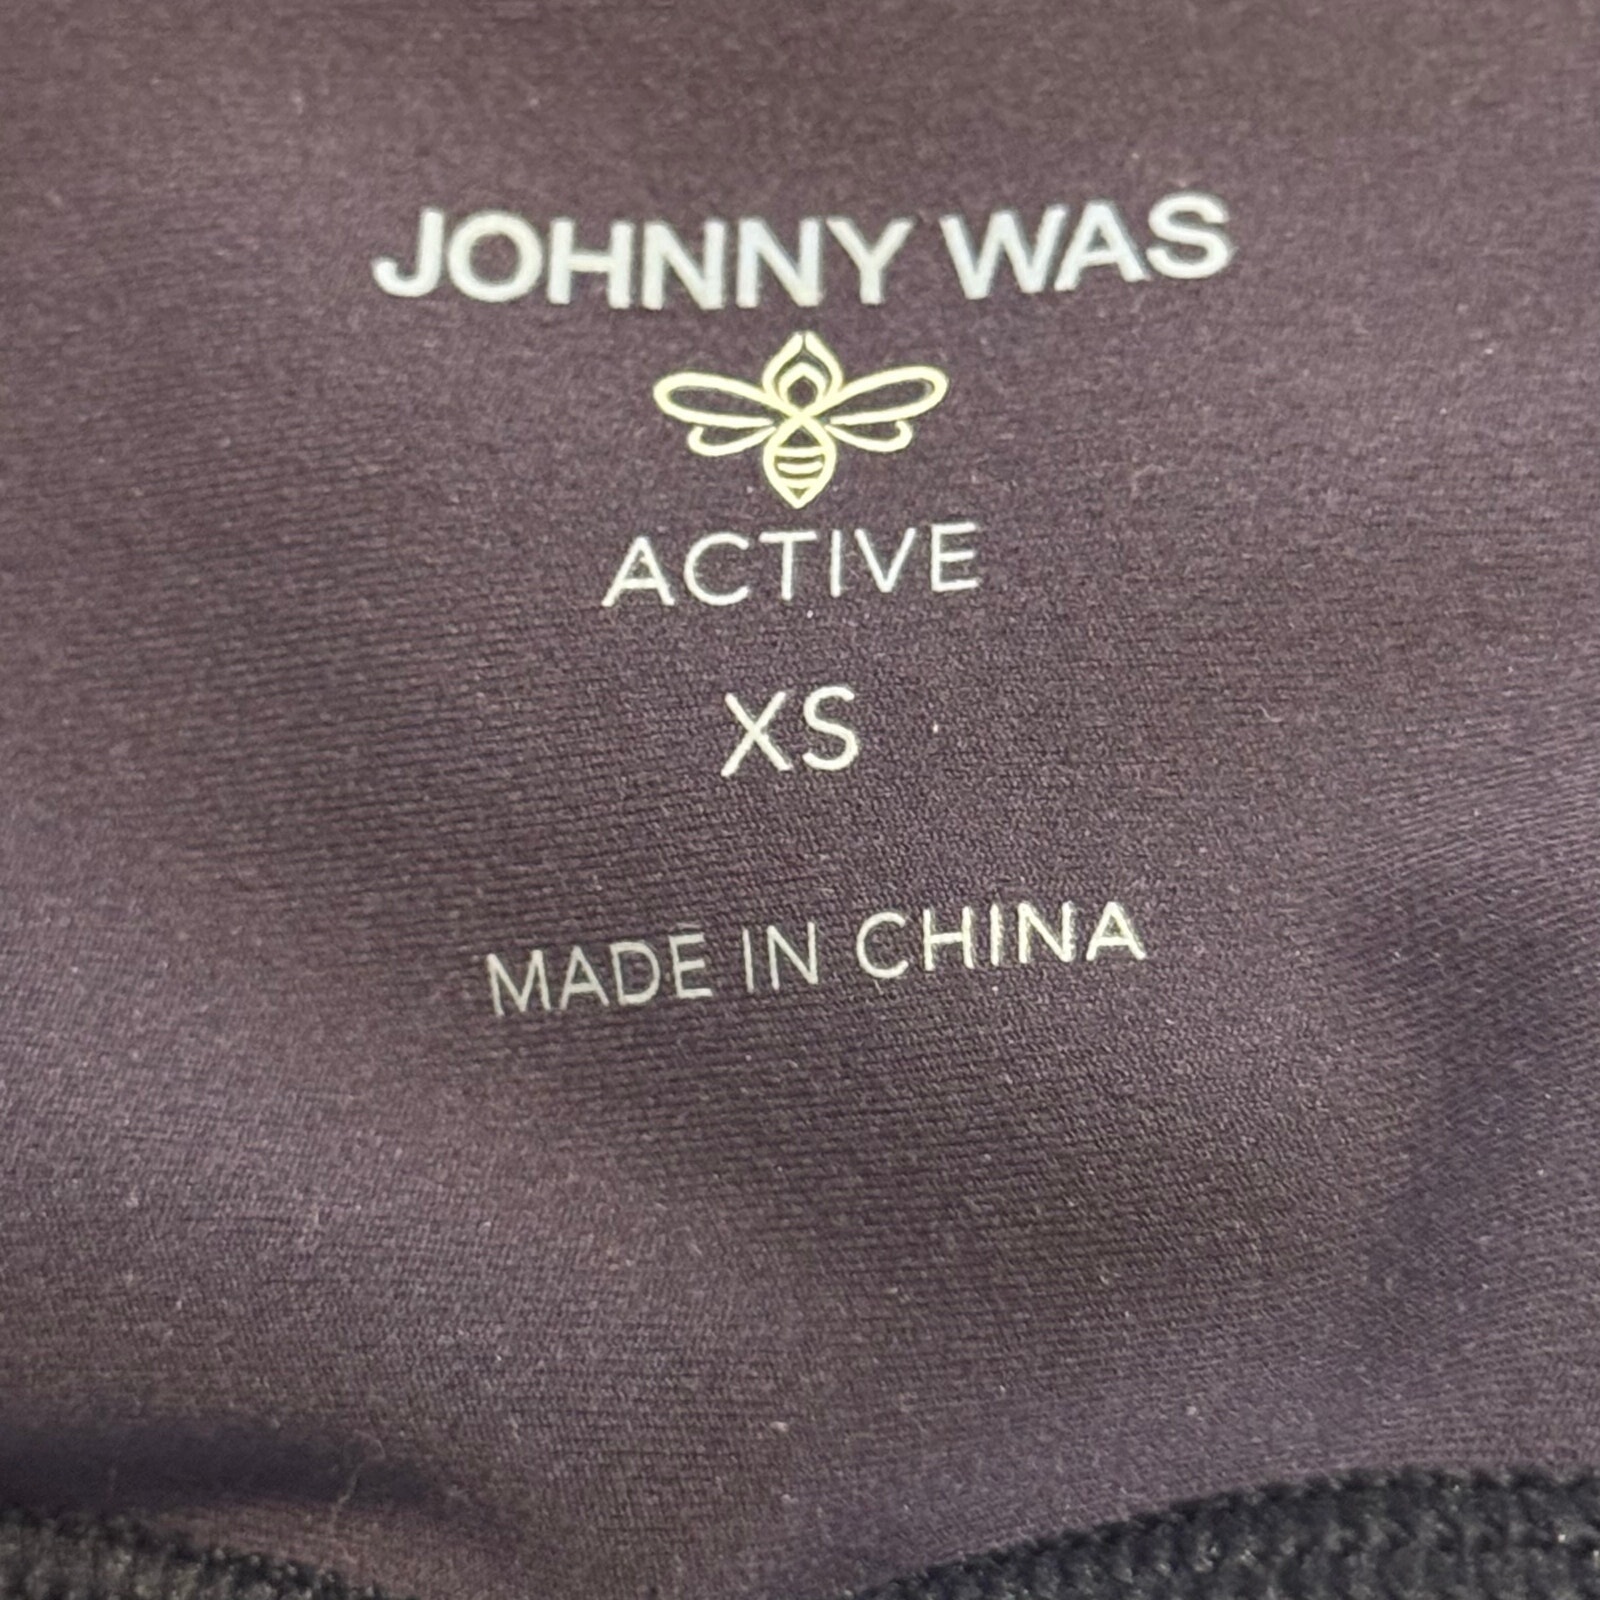 JOHNNY WAS
ACTIVE
XS
MADE IN CHINA